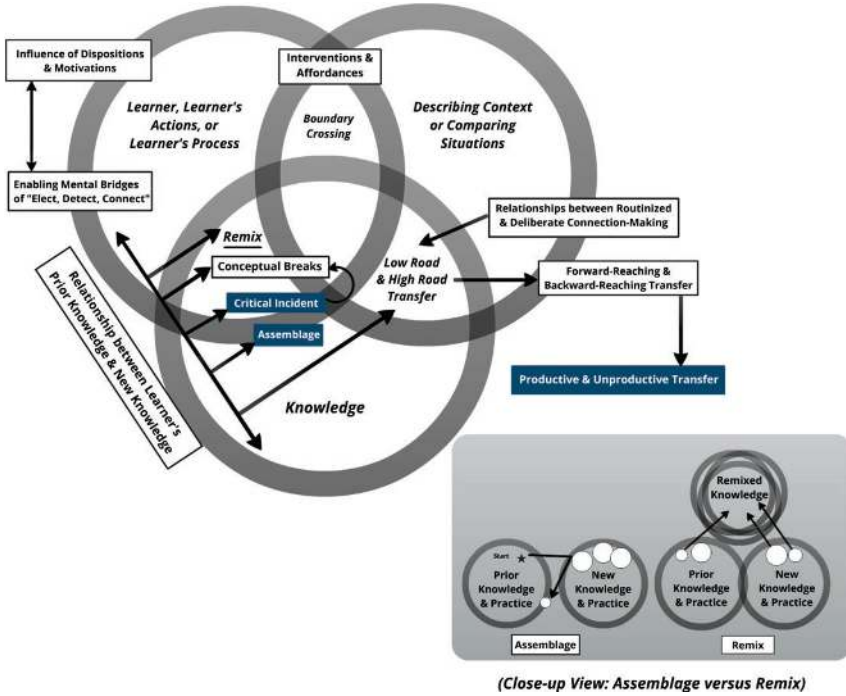 Influence of Dispositions
& Motivations
Interventions &
Affordances
Learner, Learner's
Actions, or
Learner's Process
Boundary
Crossing
Describing Context
or Comparing
Situations
Enabling Mental Bridges
of "Elect, Detect, Connect"
Relationships between Routinized
& Deliberate Connection-Making
Remix
Conceptual Breaks
Low Road
& High Road
Transfer
Forward-Reaching &
Backward-Reaching Transfer
Critical Incident
Assemblage
Relationship between Learner's
Prior Knowledge & New Knowledge
Productive & Unproductive Transfer
Knowledge
Remixed
Knowledge
Start
Prior
Knowledge
& Practice
New
Knowledge
& Practice
Prior
Knowledge
& Practice
New
Knowledge
& Practice
Assemblage
Remix
(Close-up View: Assemblage versus Remix)